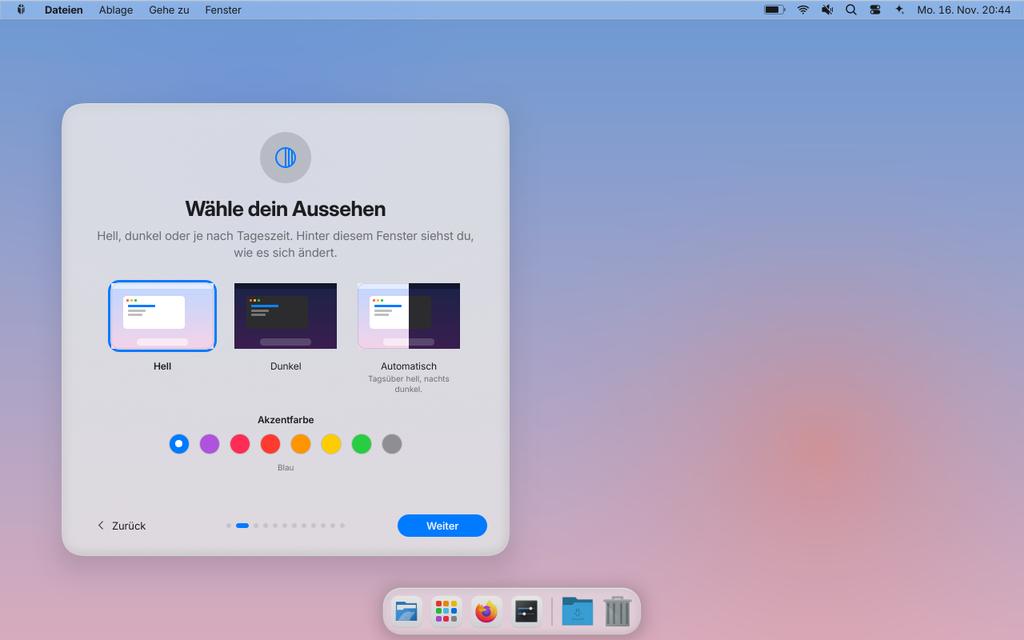 Dateien Ablage Gehe zu Fenster Mo. 16. Nov. 20:44
Wähle dein Aussehen
Hell, dunkel oder je nach Tageszeit. Hinter diesem Fenster siehst du,
wie es sich ändert.
Hell Dunkel Automatisch
Tagsüber hell, nachts
dunkel.
Akzentfarbe
Blau
Zurück Weiter